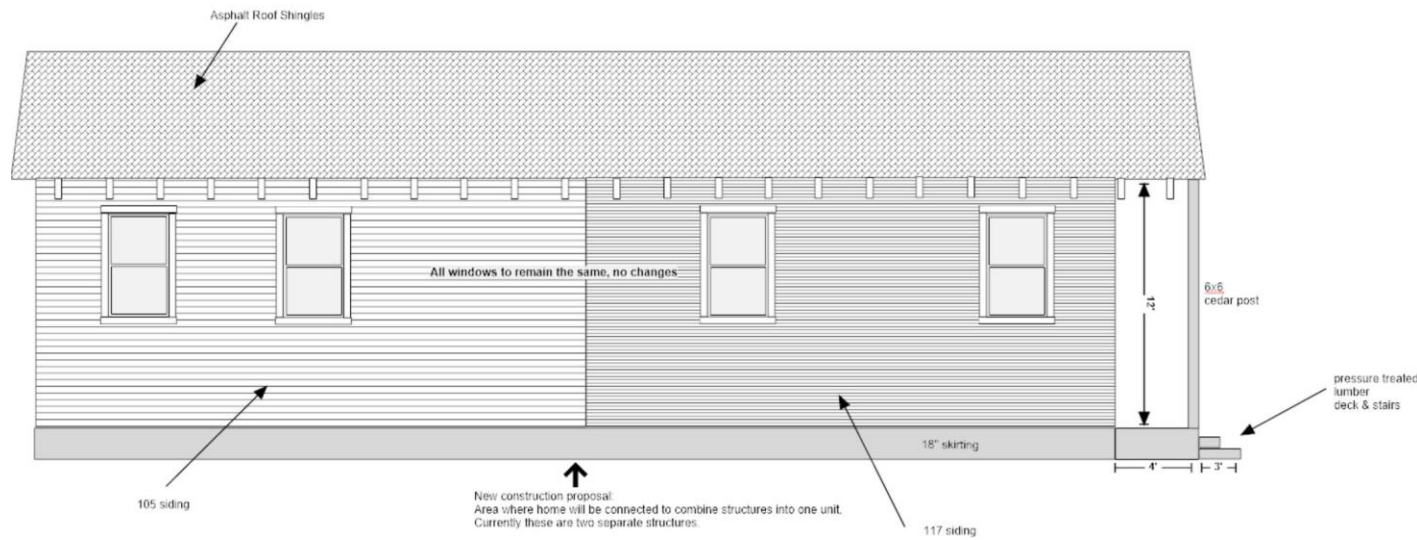 Asphalt Roof Shingles
All windows to remain the same, no changes
12'
6x6
cedar post
pressure treated
lumber
deck & stairs
18" skirting
4'
3'
105 siding
New construction proposal:
Area where home will be connected to combine structures into one unit.
Currently these are two separate structures.
117 siding